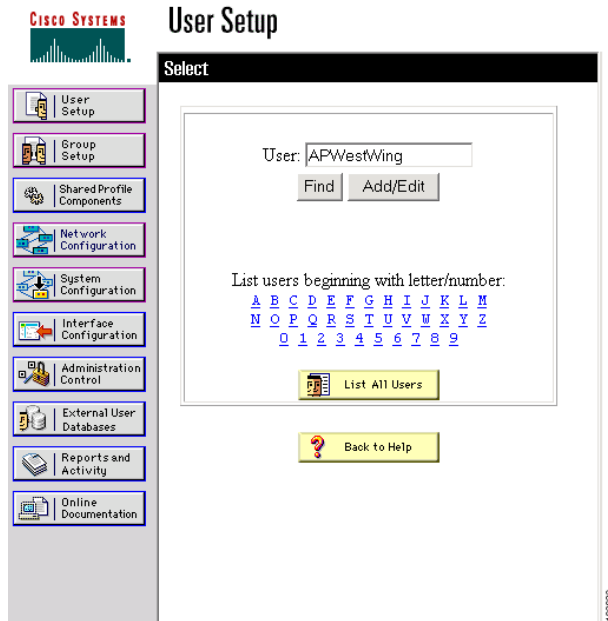 CISCO SYSTEMS
User Setup
Select
User
Setup
Group
Setup
Shared Profile
Components
Network
Configuration
System
Configuration
Interface
Configuration
Administration
Control
External User
Databases
Reports and
Activity
Online
Documentation
User: APWestWing
Find Add/Edit
List users beginning with letter/number:
A B C D E F G H I J K L M
N O P Q R S T U V W X Y Z
0 1 2 3 4 5 6 7 8 9
List All Users
Back to Help